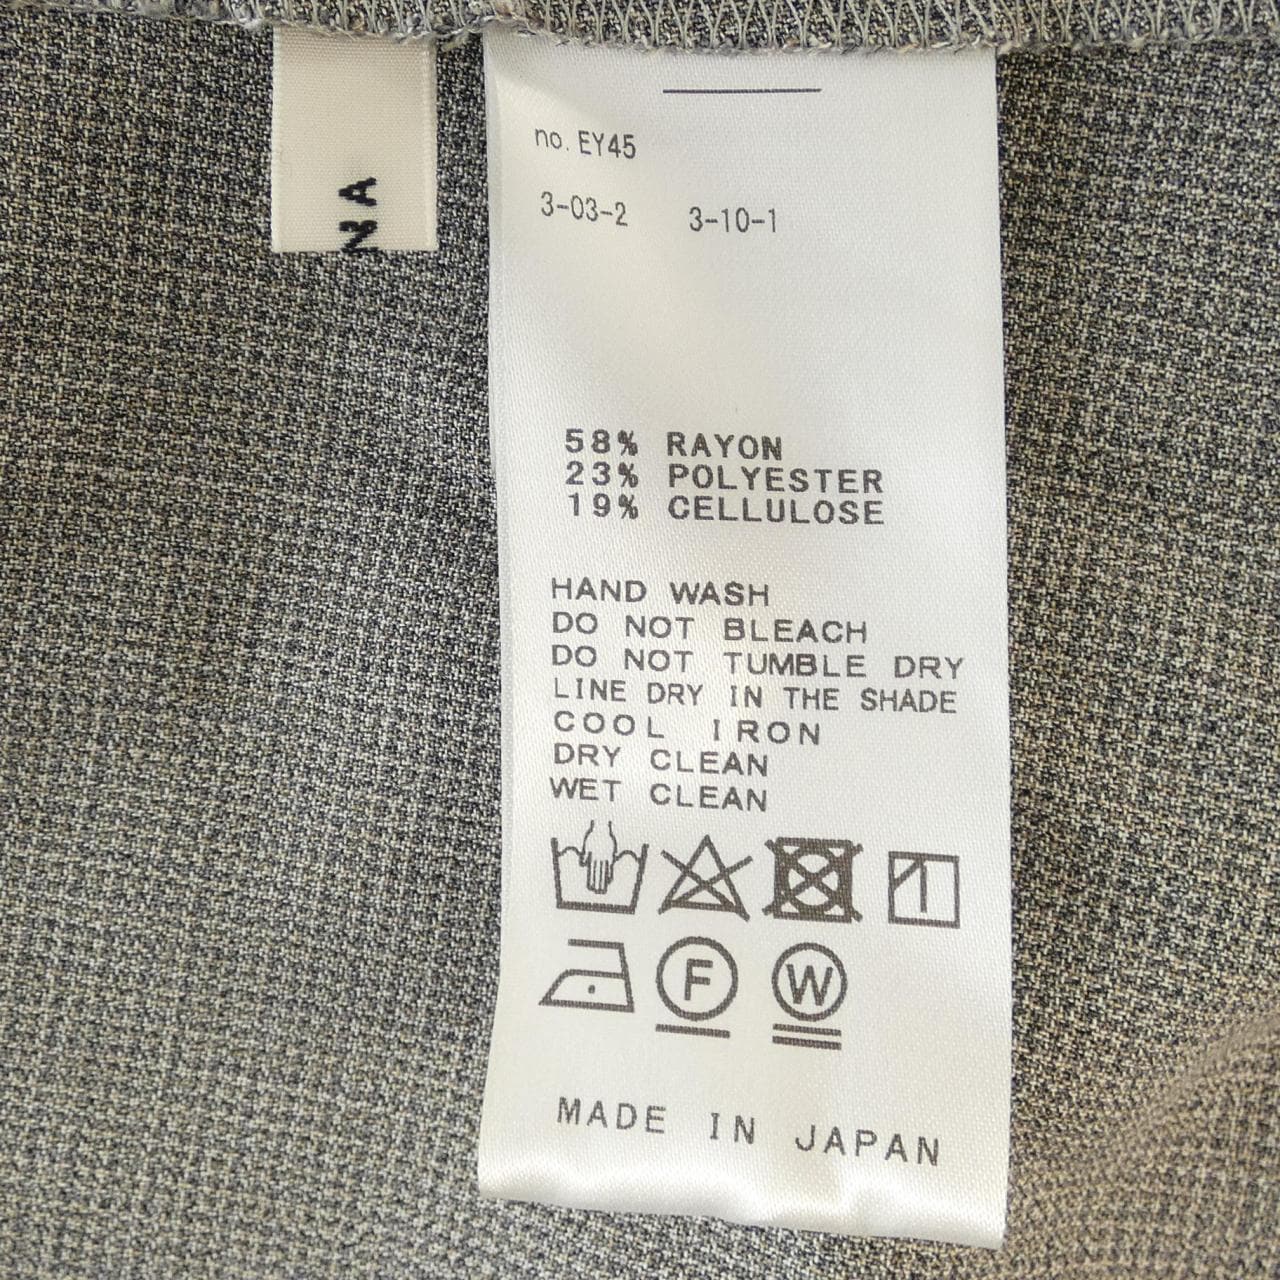 NA
no. EY45
3-03-2 3-10-1
58% RAYON
23% POLYESTER
19% CELLULOSE
HAND WASH
DO NOT BLEACH
DO NOT TUMBLE DRY
LINE DRY IN THE SHADE
COOL IRON
DRY CLEAN
WET CLEAN
F W
MADE IN JAPAN